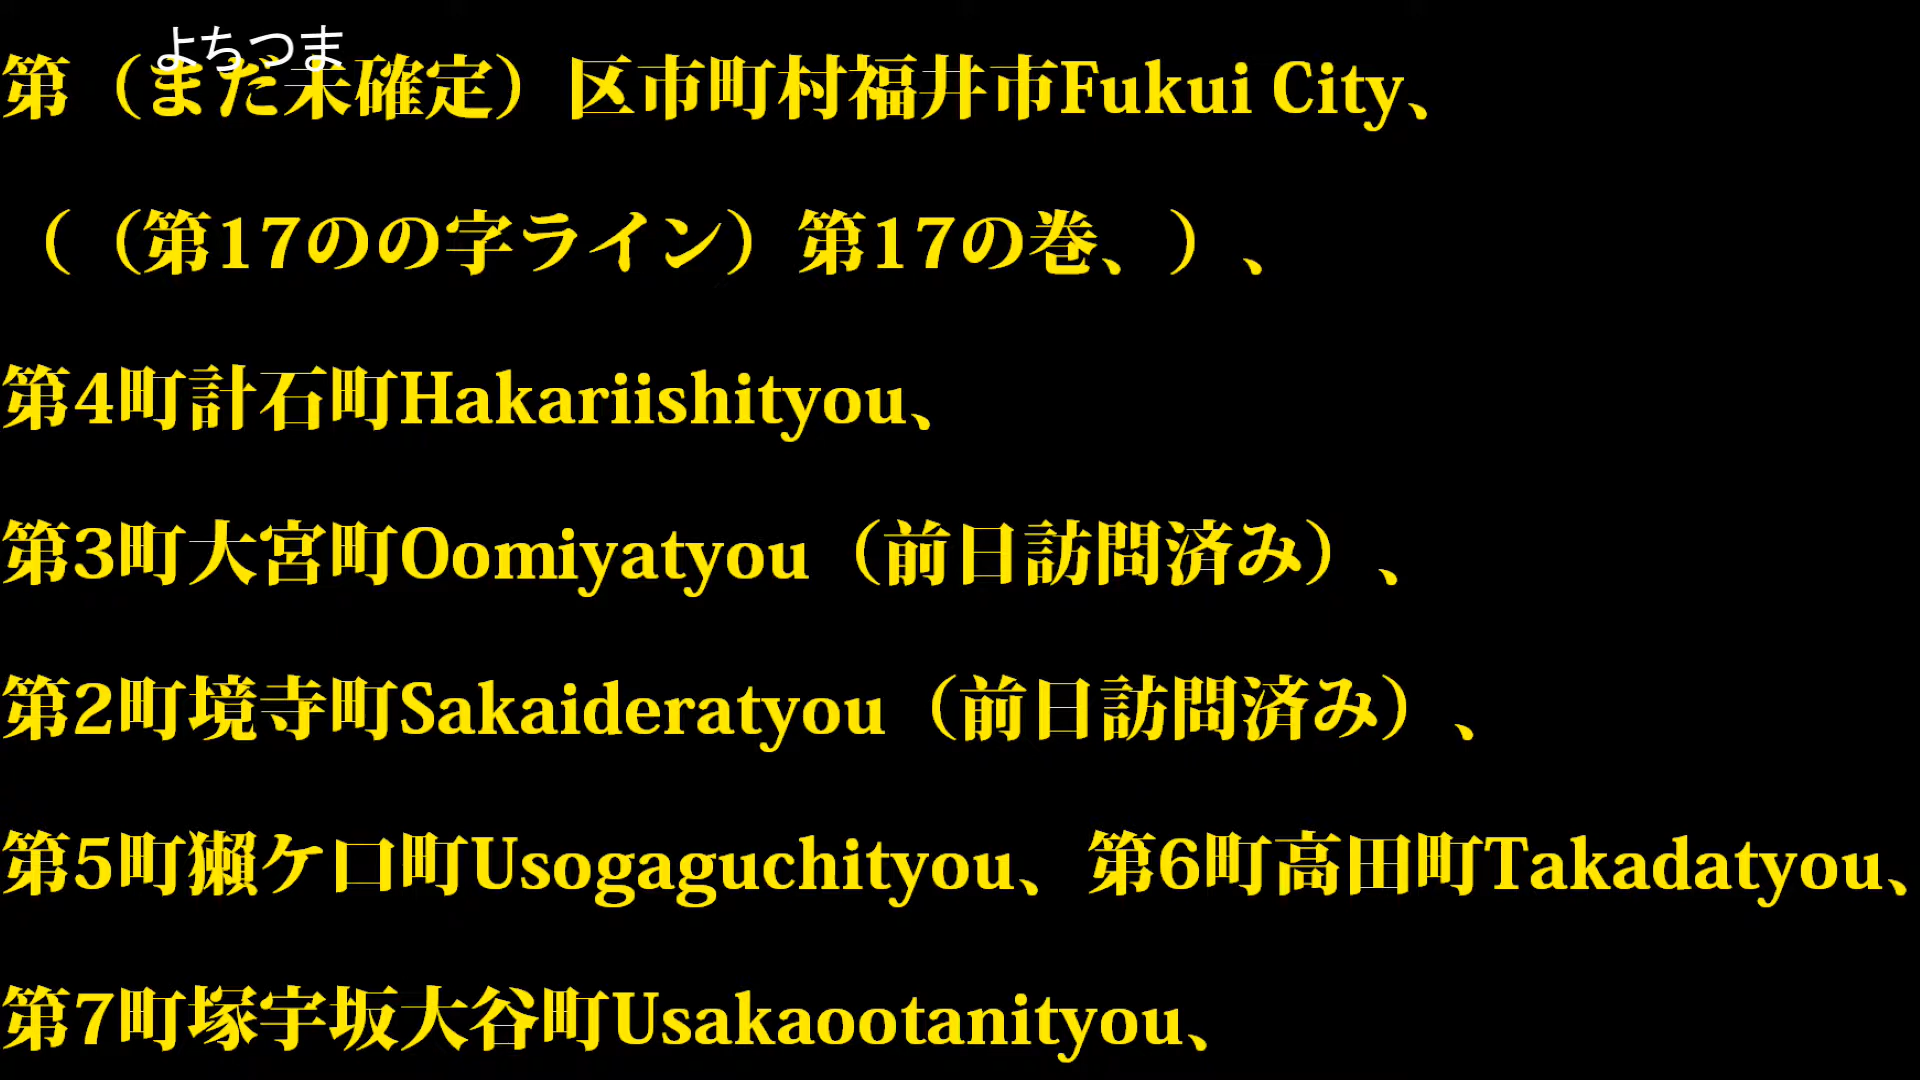 よちつま
第（まだ未確定）区市町村福井市Fukui City、
（（第17のの字ライン）第17の巻、）、
第4町計石町Hakariishityou、
第3町大宮町Oomiyatyou（前日訪問済み）、
第2町境寺町Sakaideratyou（前日訪問済み）、
第5町獺ケ口町Usogaguchityou、第6町高田町Takadatyou、
第7町塚宇坂大谷町Usakaootanityou、